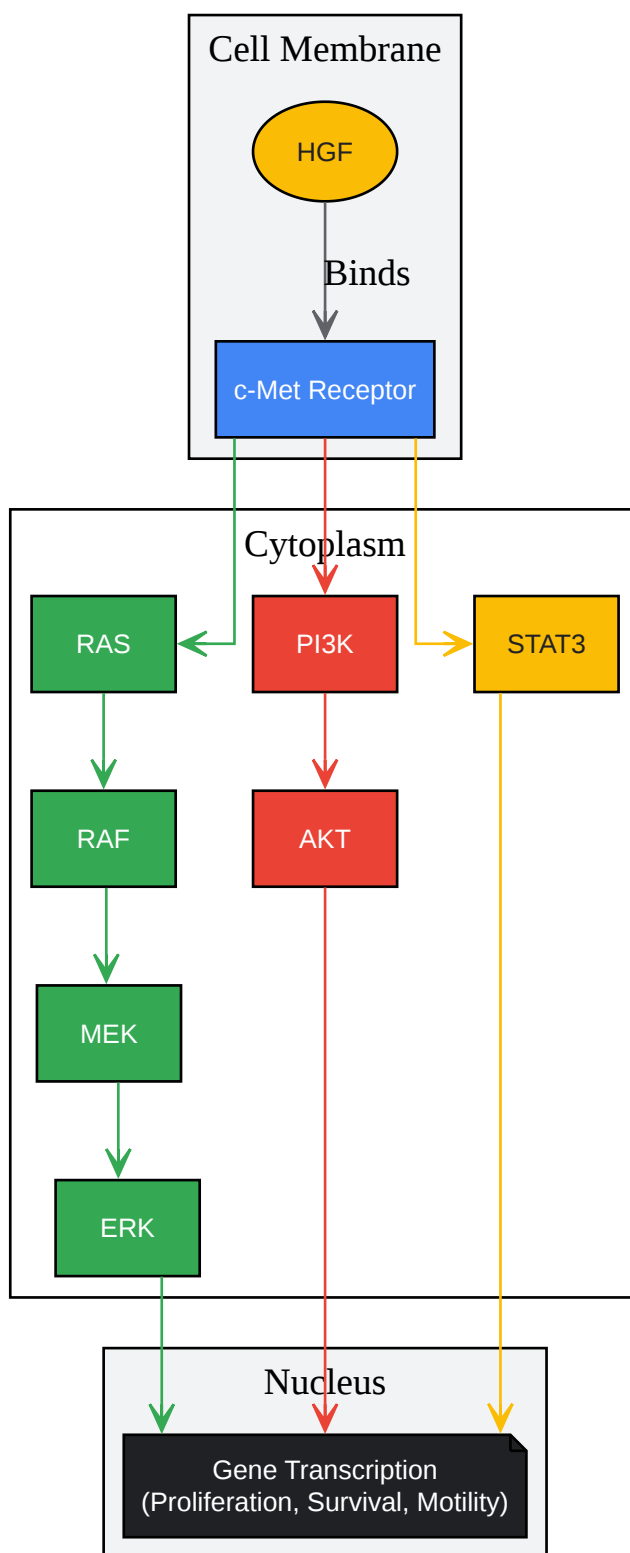 Cell Membrane
HGF
Binds
c-Met Receptor
Cytoplasm
RAS
PI3K
STAT3
RAF
AKT
MEK
ERK
Nucleus
Gene Transcription
(Proliferation, Survival, Motility)